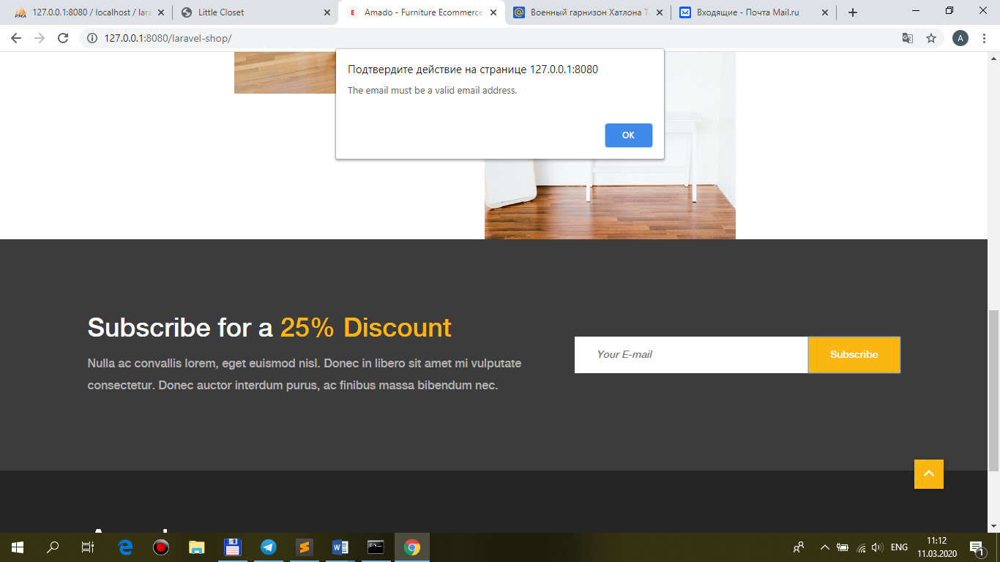 127.0.0.1:8080 / localhost / lara
Little Closet
Amado - Furniture Ecommerce
Военный гарнизон Хатлона Т
Входящие - Почта Mail.ru
127.0.0.1:8080/laravel-shop/
A
Подтвердите действие на странице 127.0.0.1:8080
The email must be a valid email address.
OK
Subscribe for a 25% Discount
Nulla ac convallis lorem, eget euismod nisl. Donec in libero sit amet mi vulputate
consectetur. Donec auctor interdum purus, ac finibus massa bibendum nec.
Your E-mail
Subscribe
ENG
11:12
11.03.2020
1